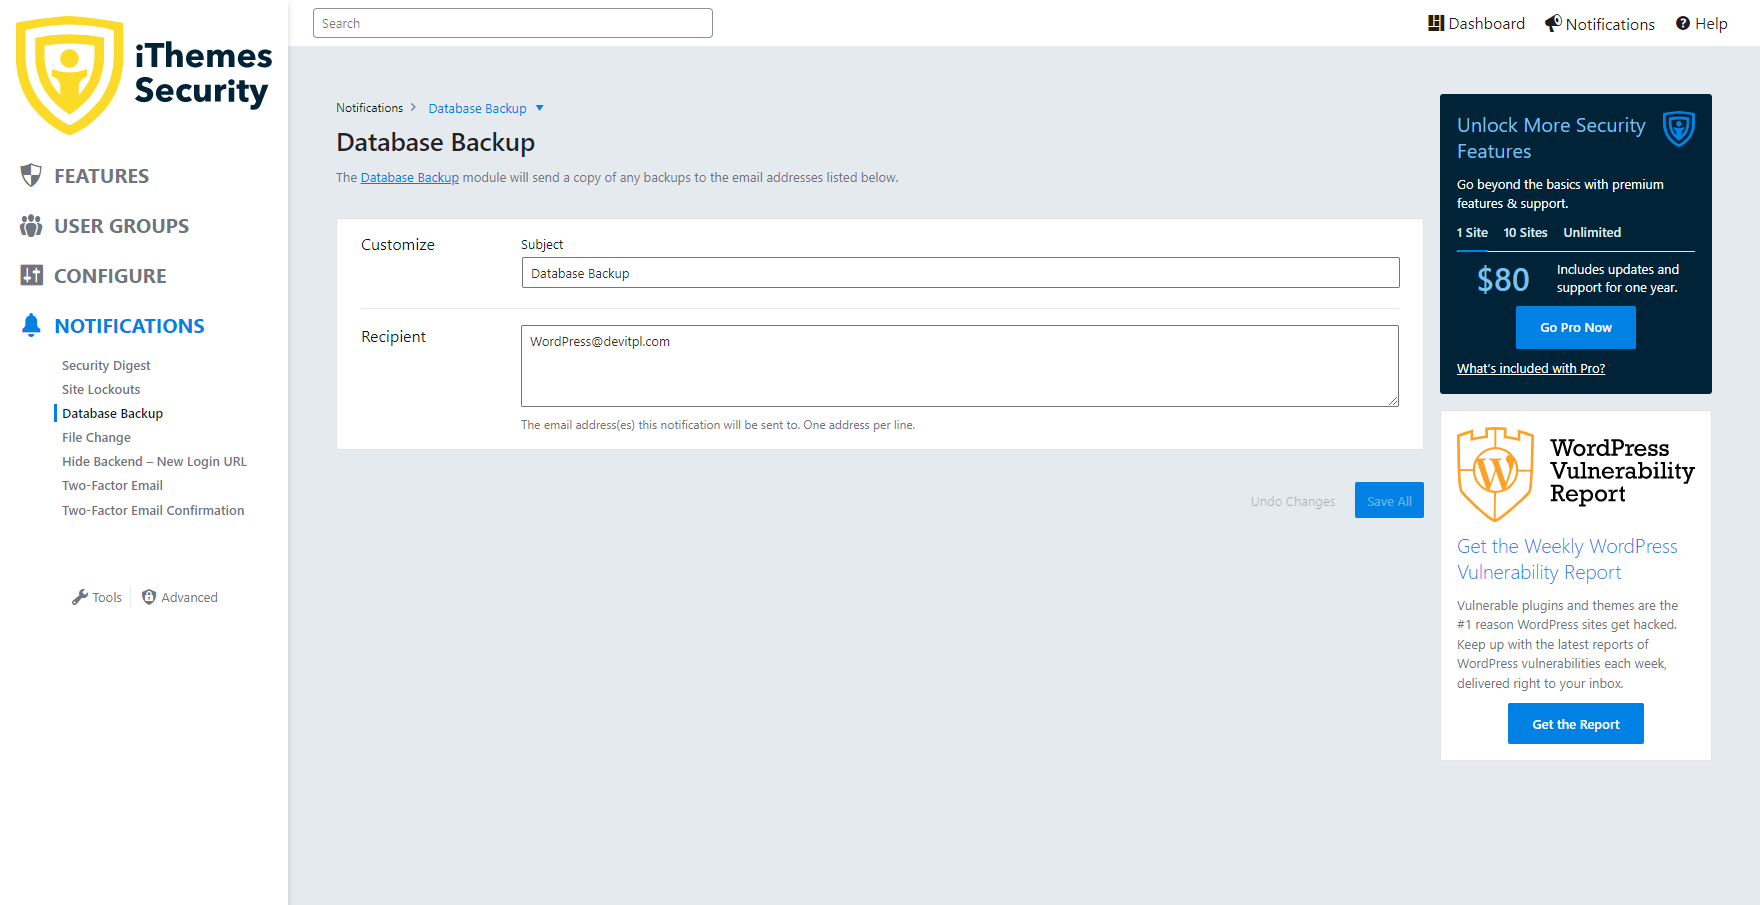 iThemes
Security
FEATURES
USER GROUPS
CONFIGURE
NOTIFICATIONS
Security Digest
Site Lockouts
Database Backup
File Change
Hide Backend – New Login URL
Two-Factor Email
Two-Factor Email Confirmation
Tools
Advanced
Search
Dashboard
Notifications
Help
Notifications > Database Backup
Database Backup
The Database Backup module will send a copy of any backups to the email addresses listed below.
Customize
Subject
Database Backup
Recipient
WordPress@devitpl.com
The email address(es) this notification will be sent to. One address per line.
Undo Changes
Save All
Unlock More Security
Features
Go beyond the basics with premium
features & support.
1 Site 10 Sites Unlimited
$80
Includes updates and
support for one year.
Go Pro Now
What's included with Pro?
WordPress
Vulnerability
Report
Get the Weekly WordPress
Vulnerability Report
Vulnerable plugins and themes are the
#1 reason WordPress sites get hacked.
Keep up with the latest reports of
WordPress vulnerabilities each week,
delivered right to your inbox.
Get the Report